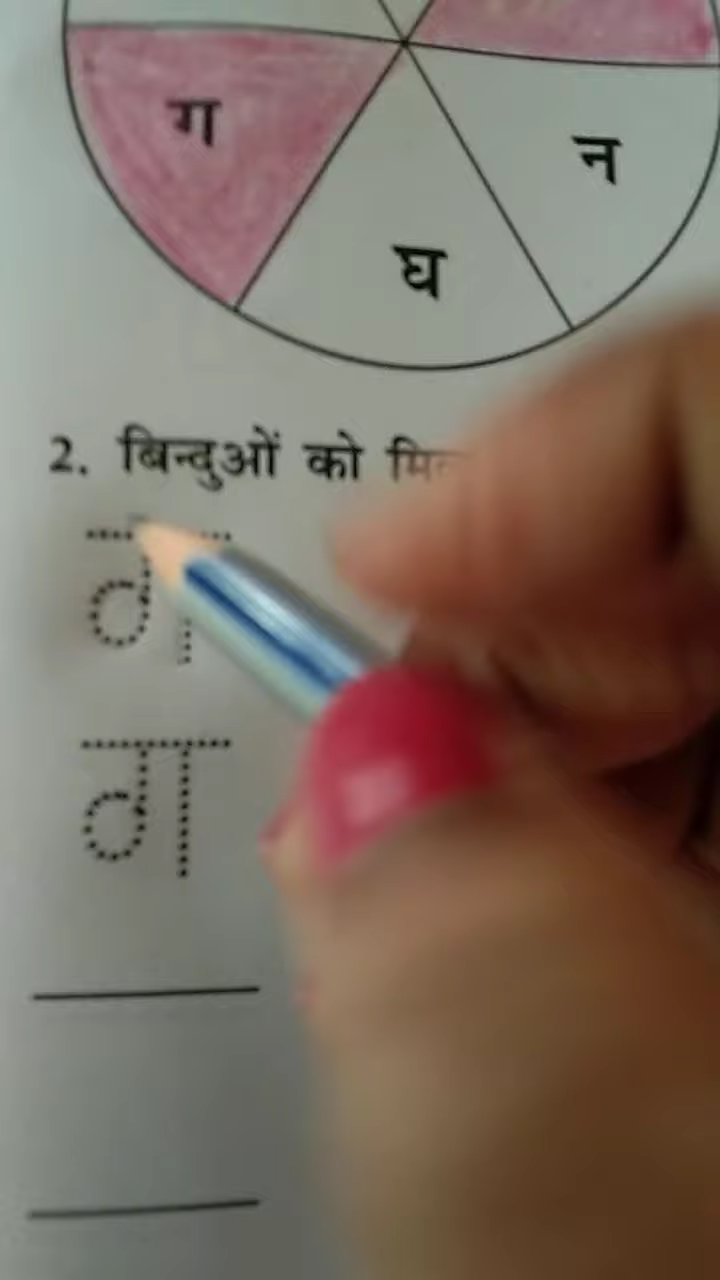 ग
न
घ
2. बिन्दुओं को
ग
ग